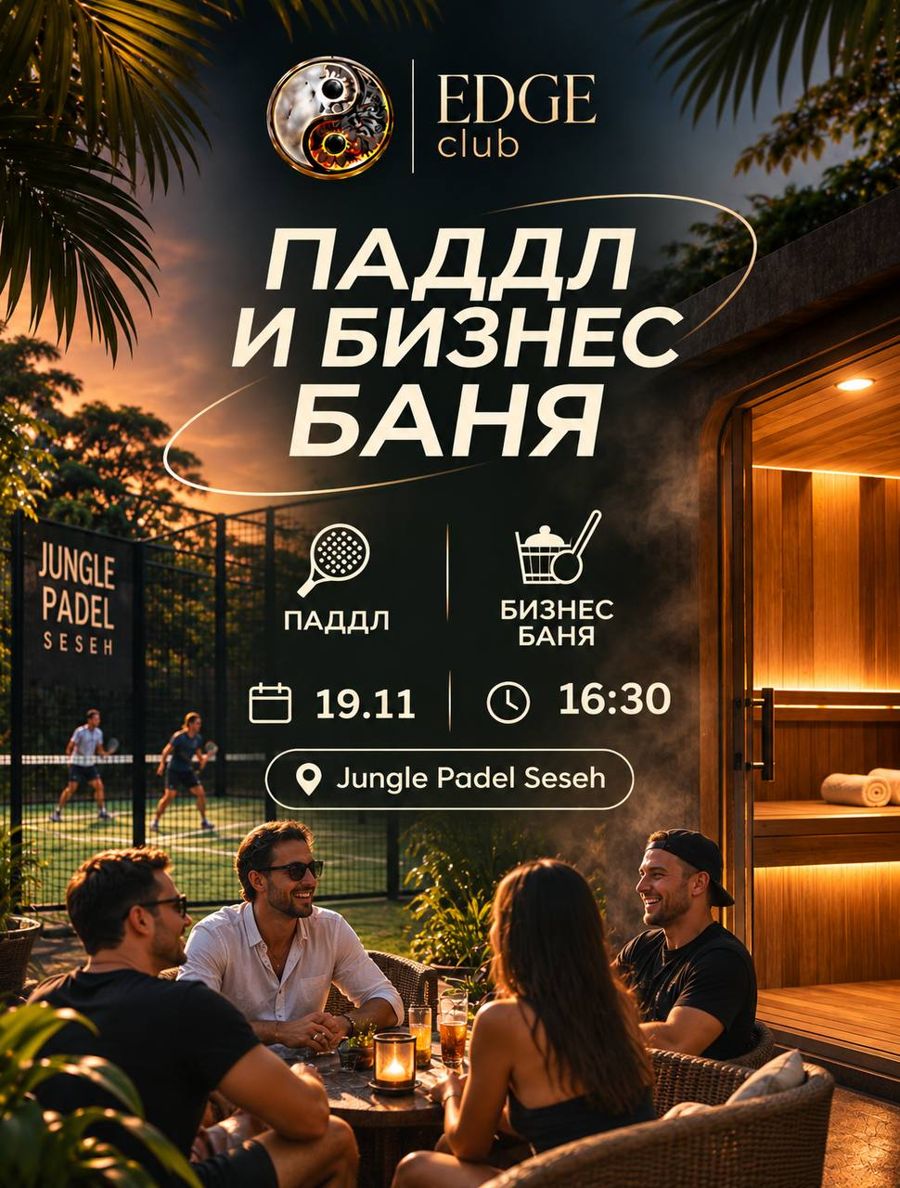 EDGE
club
ПАДДЛ
И БИЗНЕС
БАНЯ
JUNGLE
PADEL
SESEH
ПАДДЛ
БИЗНЕС
БАНЯ
19.11
16:30
Jungle Padel Seseh